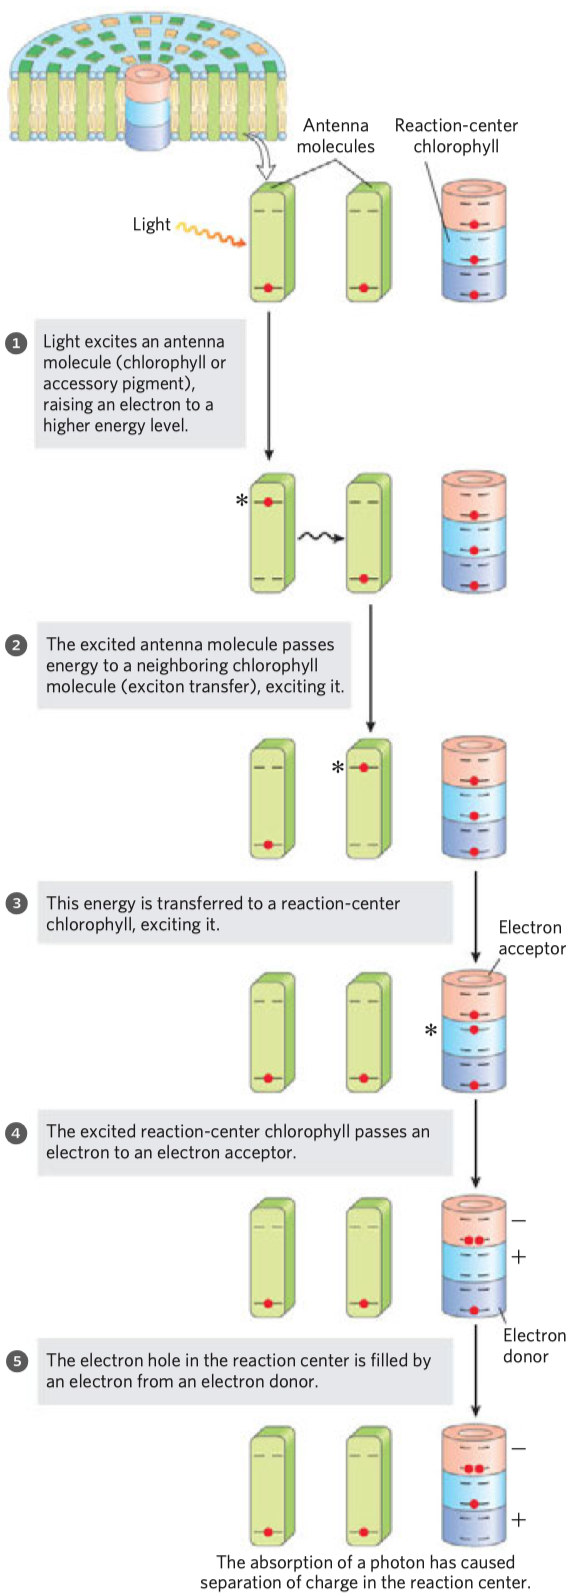 Antenna
molecules
Reaction-center
chlorophyll
Light
1
Light excites an antenna
molecule (chlorophyll or
accessory pigment),
raising an electron to a
higher energy level.
*
2
The excited antenna molecule passes
energy to a neighboring chlorophyll
molecule (exciton transfer), exciting it.
*
3
This energy is transferred to a reaction-center
chlorophyll, exciting it.
Electron
acceptor
*
4
The excited reaction-center chlorophyll passes an
electron to an electron acceptor.
−
+
Electron
donor
5
The electron hole in the reaction center is filled by
an electron from an electron donor.
−
+
The absorption of a photon has caused
separation of charge in the reaction center.